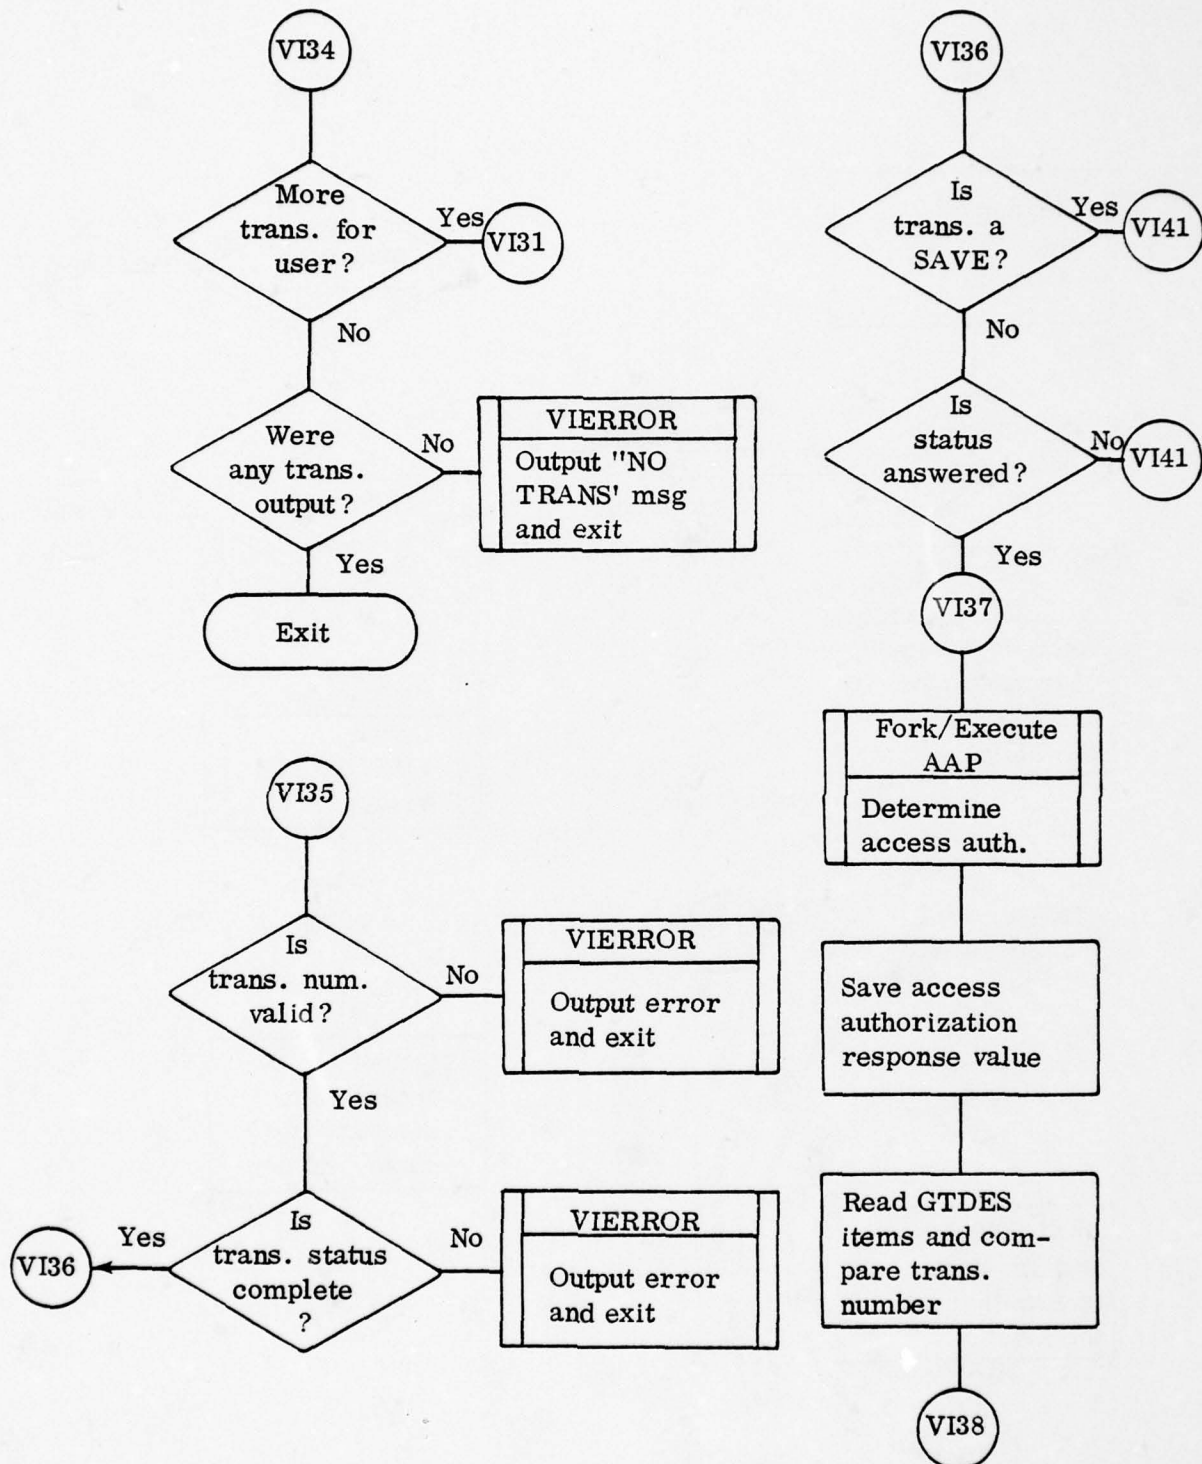 VI34
More
trans. for
user?
Yes
VI31
No
Were
any trans.
output?
No
VIERROR
Output "NO
TRANS' msg
and exit
Yes
Exit
VI35
Is
trans. num.
valid?
No
VIERROR
Output error
and exit
Yes
Is
trans. status
complete
?
Yes
VI36
No
VIERROR
Output error
and exit
VI36
Is
trans. a
SAVE?
Yes
VI41
No
Is
status
answered?
No
VI41
Yes
VI37
Fork/Execute
AAP
Determine
access auth.
Save access
authorization
response value
Read GTDES
items and com-
pare trans.
number
VI38